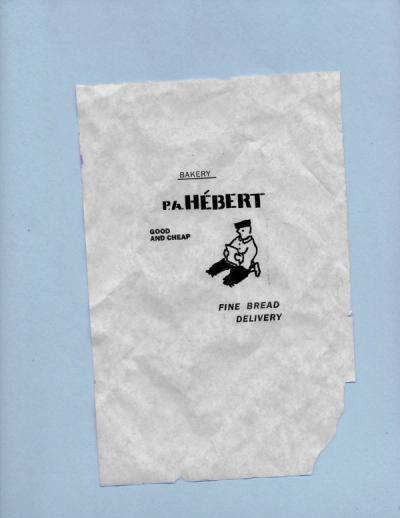 BAKERY
P.A. HÉBERT
GOOD
AND CHEAP
FINE BREAD
DELIVERY